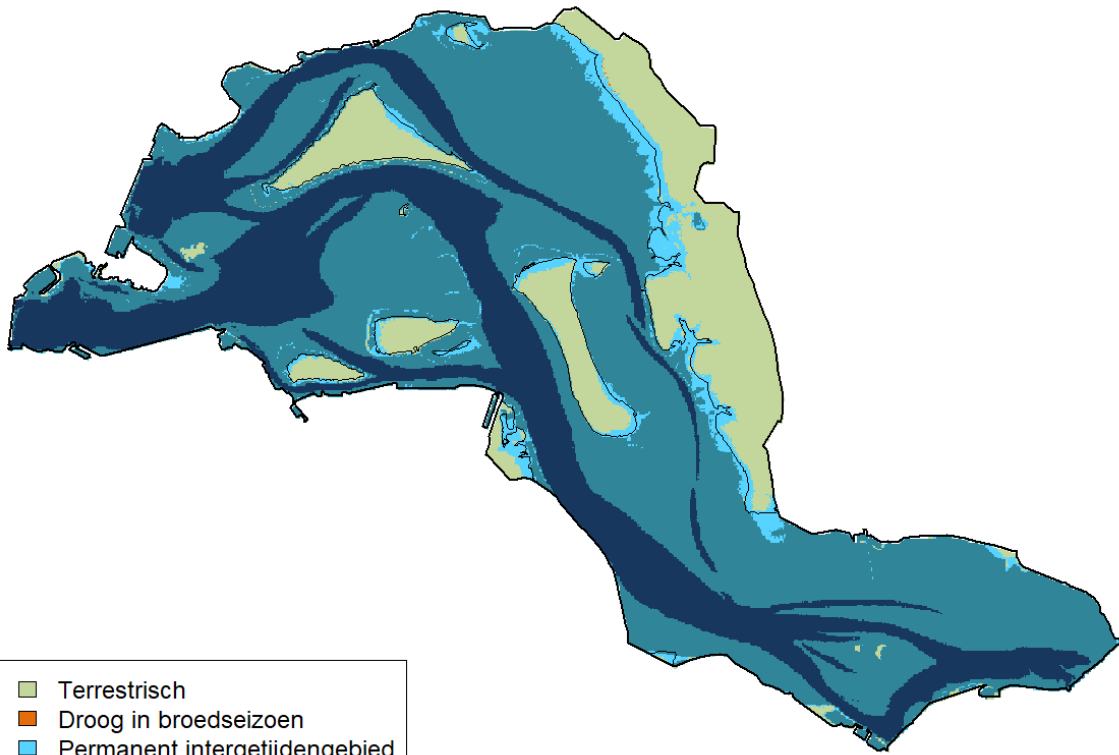 Terrestrisch
Droog in broedseizoen
Permanent intergetijdengebied